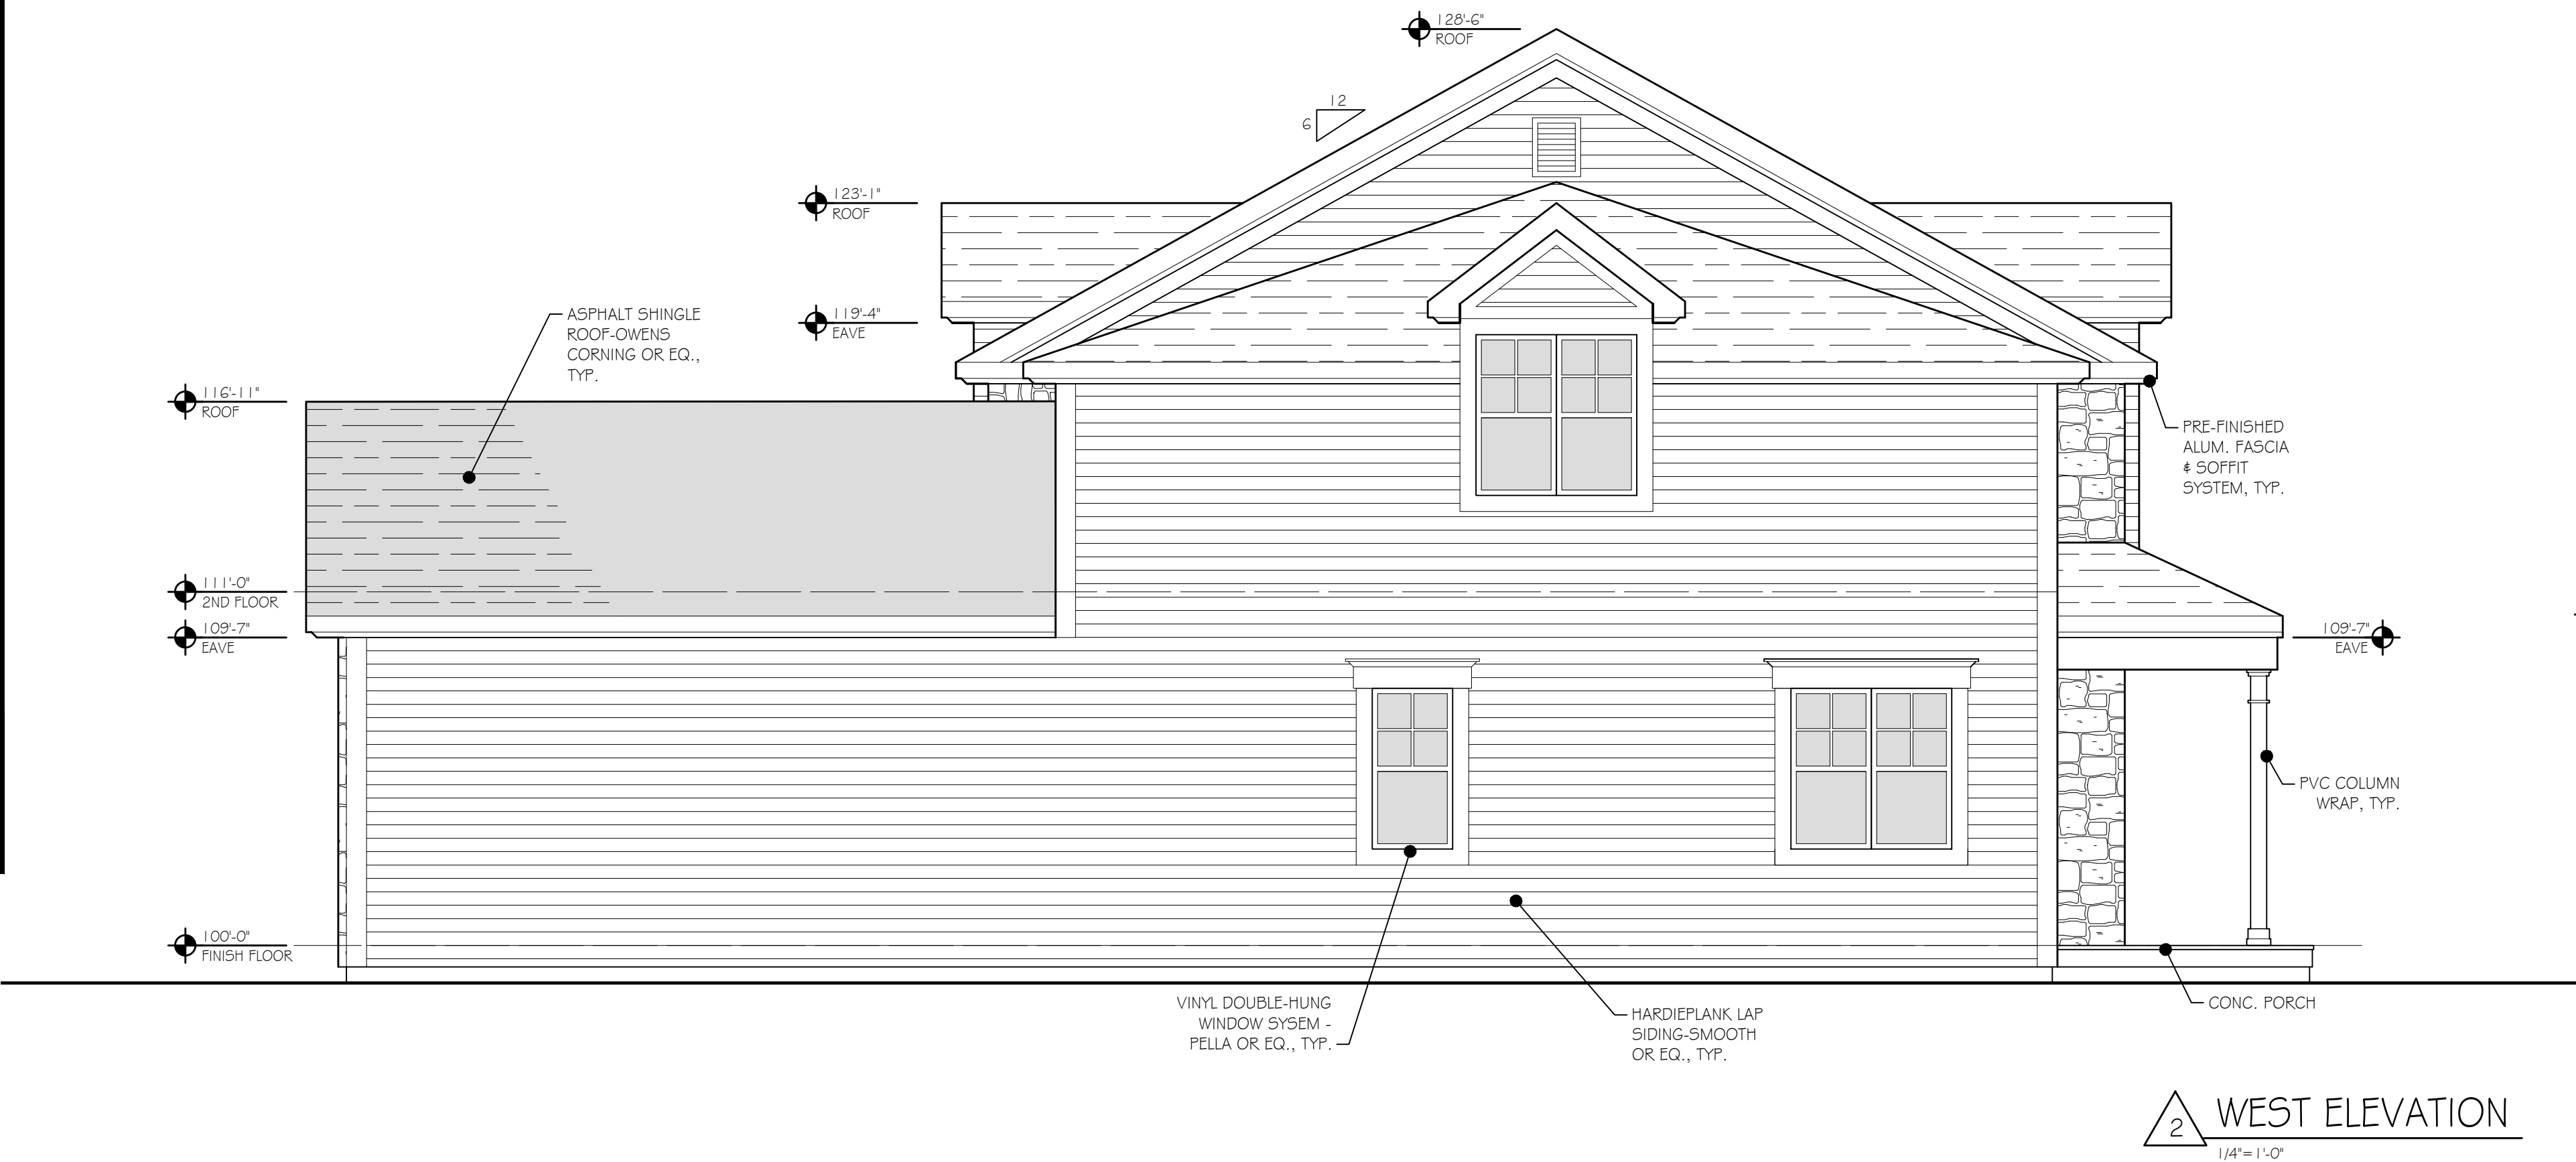 128'-6"
ROOF
12
6
123'-1"
ROOF
119'-4"
EAVE
ASPHALT SHINGLE
ROOF-OWENS
CORNING OR EQ.,
TYP.
116'-11"
ROOF
PRE-FINISHED
ALUM. FASCIA
& SOFFIT
SYSTEM, TYP.
111'-0"
2ND FLOOR
109'-7"
EAVE
109'-7"
EAVE
PVC COLUMN
WRAP, TYP.
100'-0"
FINISH FLOOR
VINYL DOUBLE-HUNG
WINDOW SYSEM -
PELLA OR EQ., TYP.
HARDIEPLANK LAP
SIDING-SMOOTH
OR EQ., TYP.
CONC. PORCH
2 WEST ELEVATION
1/4"=1'-0"